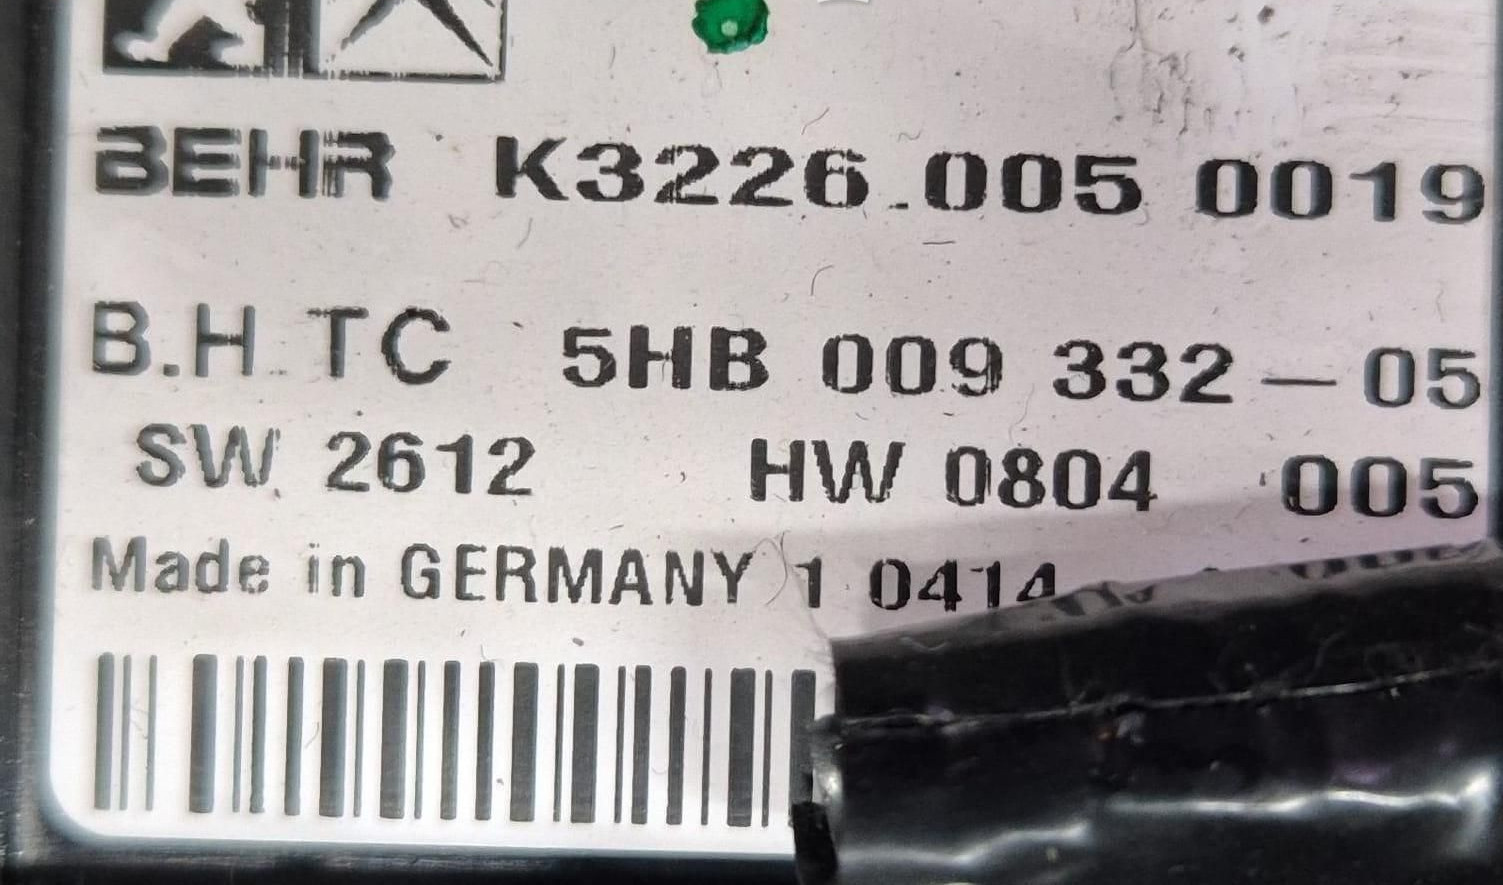 BEHR K3226.005 0019
B.H.TC 5HB 009 332-05
SW 2612 HW 0804 005
Made in GERMANY 1 0414